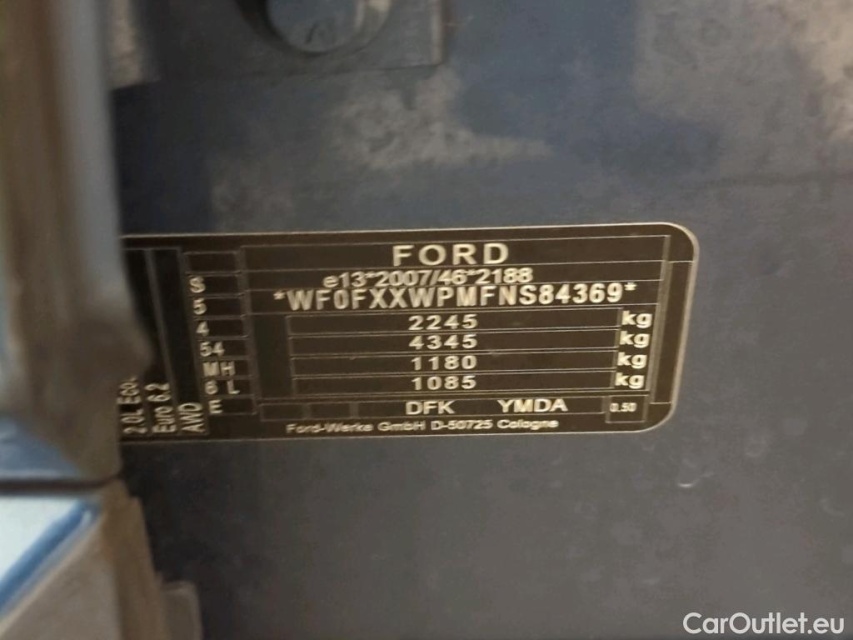 FORD
e13*2007/46*2188
*WF0FXXWPMFNS84369*
2245 kg
4345 kg
1180 kg
1085 kg
DFK YMDA 0.50
Ford-Werke GmbH D-50725 Cologne
S
5
4
54
MH
6 L
E
AWD
Euro 6.2
2.0L Eco
CarOutlet.eu